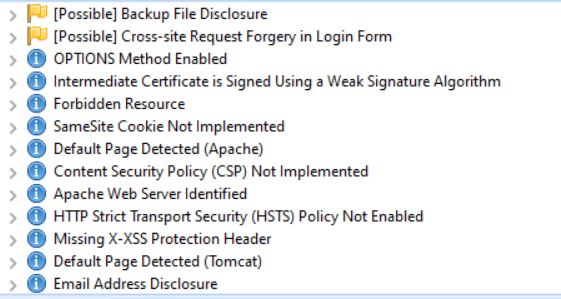 [Possible] Backup File Disclosure
[Possible] Cross-site Request Forgery in Login Form
OPTIONS Method Enabled
Intermediate Certificate is Signed Using a Weak Signature Algorithm
Forbidden Resource
SameSite Cookie Not Implemented
Default Page Detected (Apache)
Content Security Policy (CSP) Not Implemented
Apache Web Server Identified
HTTP Strict Transport Security (HSTS) Policy Not Enabled
Missing X-XSS Protection Header
Default Page Detected (Tomcat)
Email Address Disclosure